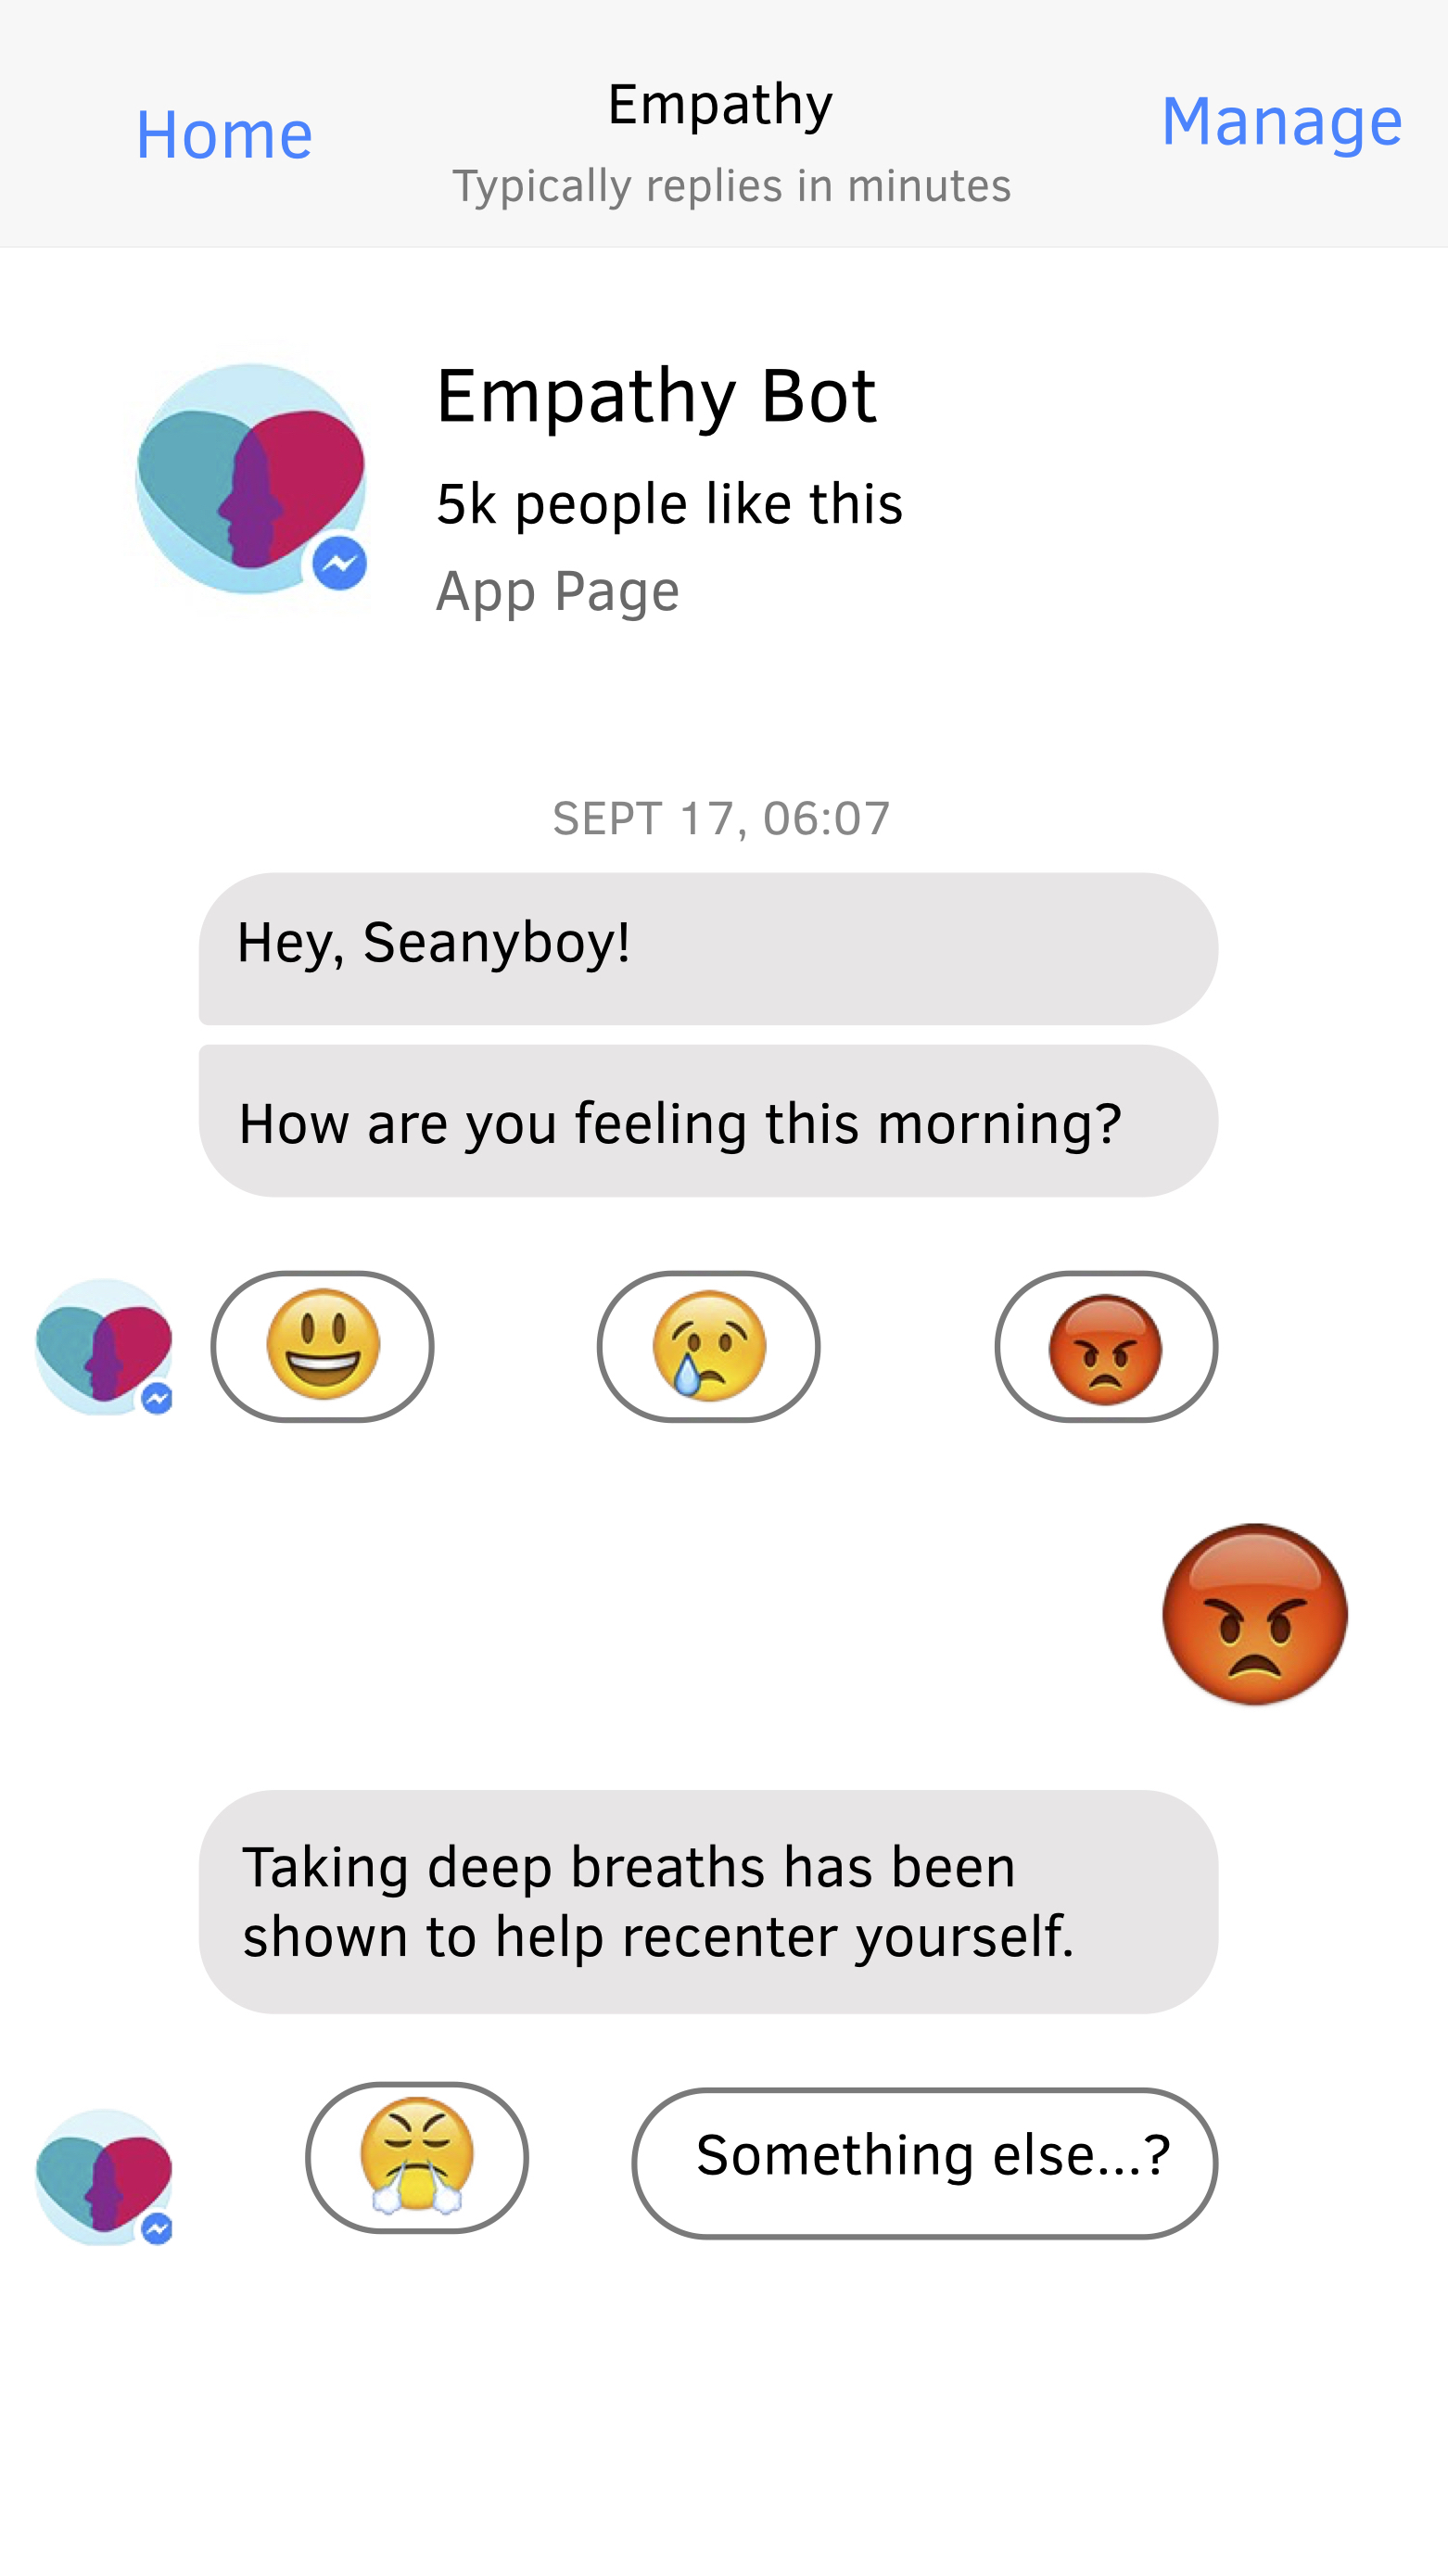 Home
Empathy
Manage
Typically replies in minutes
Empathy Bot
5k people like this
App Page
SEPT 17, 06:07
Hey, Seanyboy!
How are you feeling this morning?
Taking deep breaths has been
shown to help recenter yourself.
Something else...?